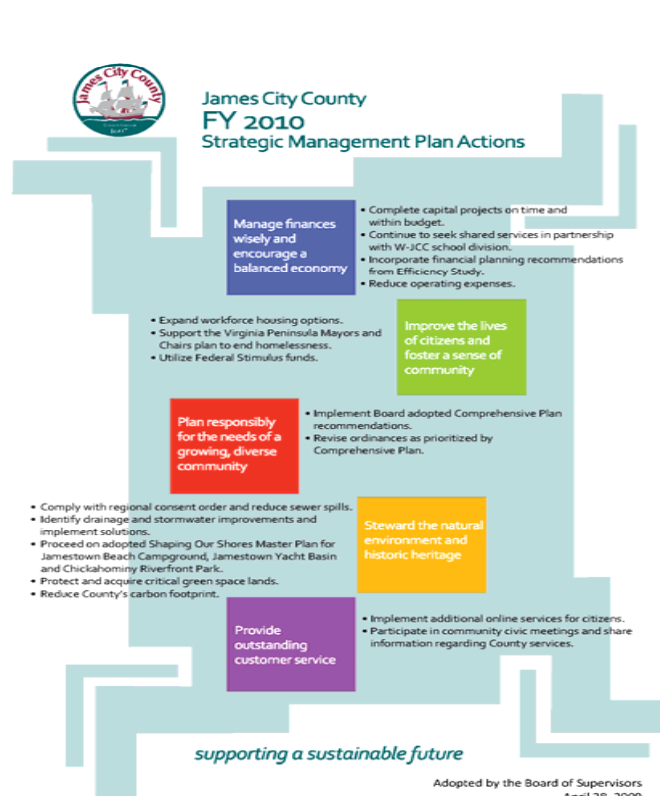 James City County
1607
James City County
FY 2010
Strategic Management Plan Actions
Manage finances
wisely and
encourage a
balanced economy
• Complete capital projects on time and
within budget.
• Continue to seek shared services in partnership
with W-JCC school division.
• Incorporate financial planning recommendations
from Efficiency Study.
• Reduce operating expenses.
• Expand workforce housing options.
• Support the Virginia Peninsula Mayors and
Chairs plan to end homelessness.
• Utilize Federal Stimulus funds.
Improve the lives
of citizens and
foster a sense of
community
Plan responsibly
for the needs of a
growing, diverse
community
• Implement Board adopted Comprehensive Plan
recommendations.
• Revise ordinances as prioritized by
Comprehensive Plan.
• Comply with regional consent order and reduce sewer spills.
• Identify drainage and stormwater improvements and
implement solutions.
• Proceed on adopted Shaping Our Shores Master Plan for
Jamestown Beach Campground, Jamestown Yacht Basin
and Chickahominy Riverfront Park.
• Protect and acquire critical green space lands.
• Reduce County's carbon footprint.
Steward the natural
environment and
historic heritage
Provide
outstanding
customer service
• Implement additional online services for citizens.
• Participate in community civic meetings and share
information regarding County services.
supporting a sustainable future
Adopted by the Board of Supervisors
April 28, 2009